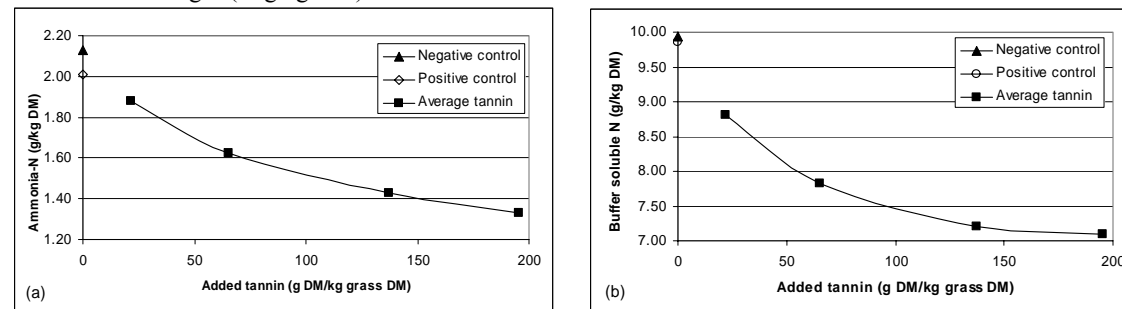 2.20
2.00
1.80
1.60
1.40
1.20
Ammonia-N (g/kg DM)
Negative control
Positive control
Average tannin
0 50 100 150 200
Added tannin (g DM/kg grass DM)
(a)
10.00
9.50
9.00
8.50
8.00
7.50
7.00
Buffer soluble N (g/kg DM)
Negative control
Positive control
Average tannin
0 50 100 150 200
Added tannin (g DM/kg grass DM)
(b)